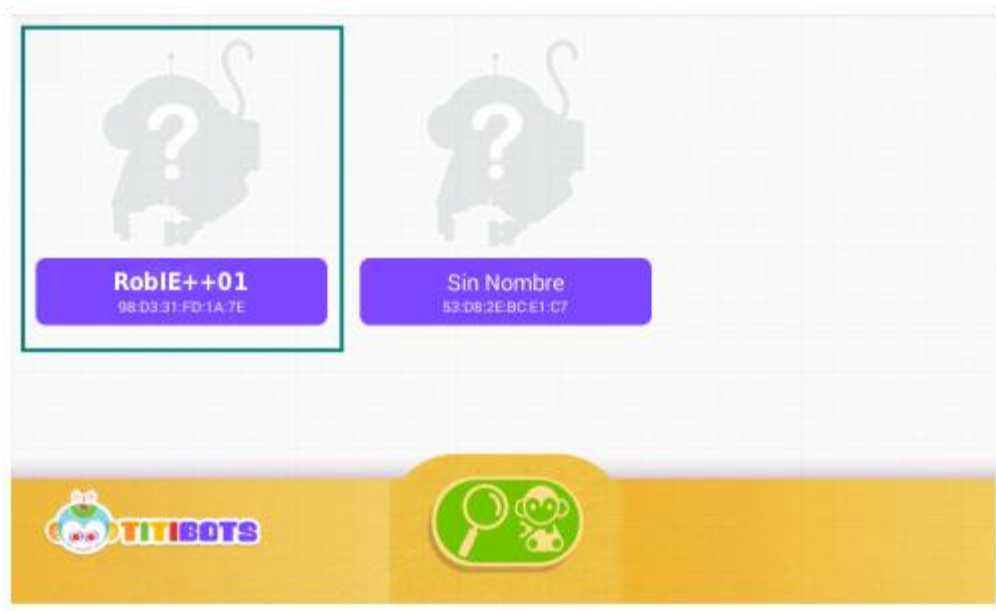 ?
RobIE++01
98:D3:31:FD:1A:7E
?
Sin Nombre
53:D8:2E:BC:E1:C7
TITIBOTS